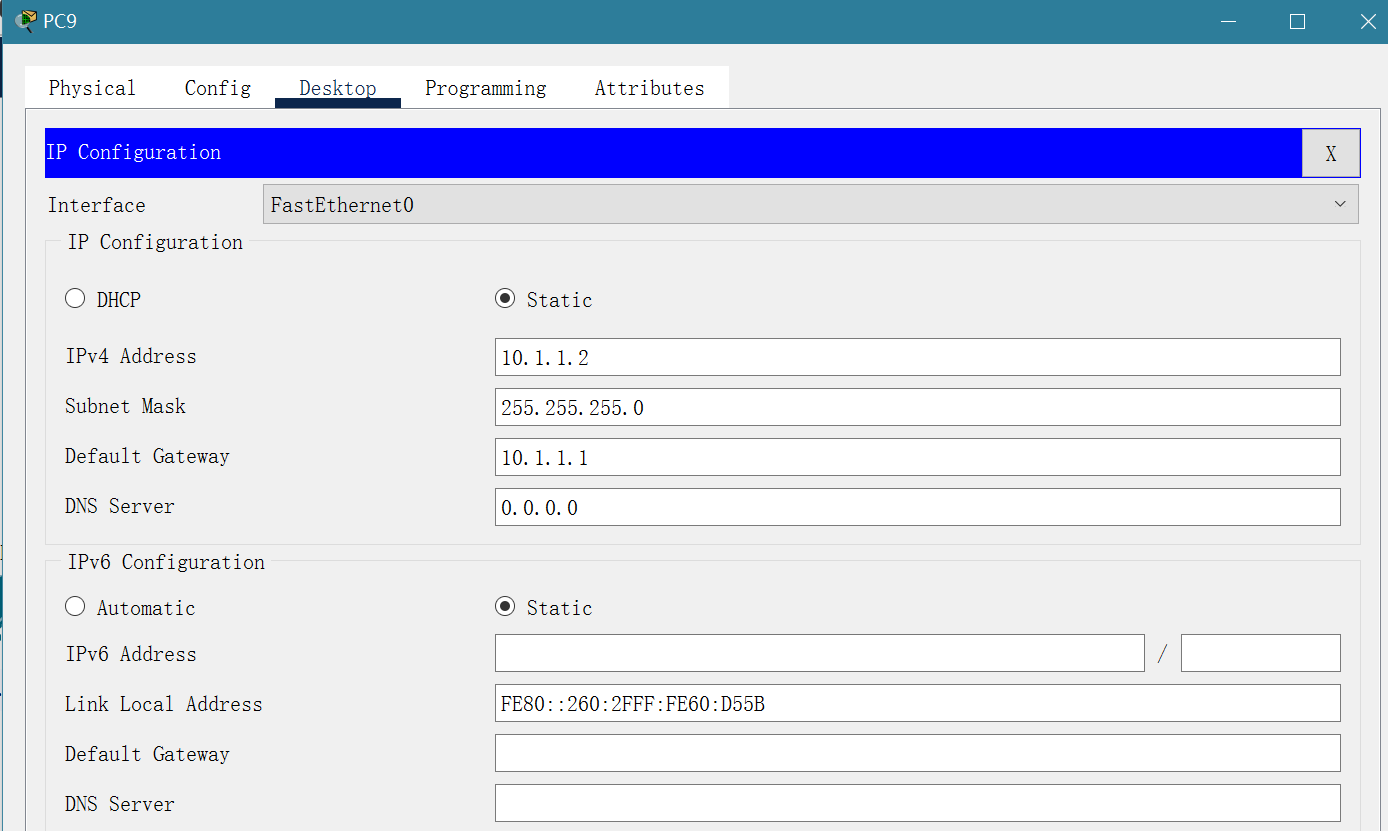 PC9
Physical Config Desktop Programming Attributes
IP Configuration X
Interface FastEthernet0
IP Configuration
DHCP Static
IPv4 Address 10.1.1.2
Subnet Mask 255.255.255.0
Default Gateway 10.1.1.1
DNS Server 0.0.0.0
IPv6 Configuration
Automatic Static
IPv6 Address /
Link Local Address FE80::260:2FFF:FE60:D55B
Default Gateway
DNS Server